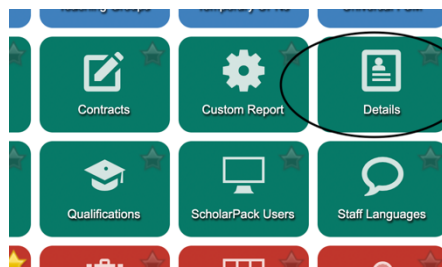 Contracts
Custom Report
Details
Qualifications
ScholarPack Users
Staff Languages